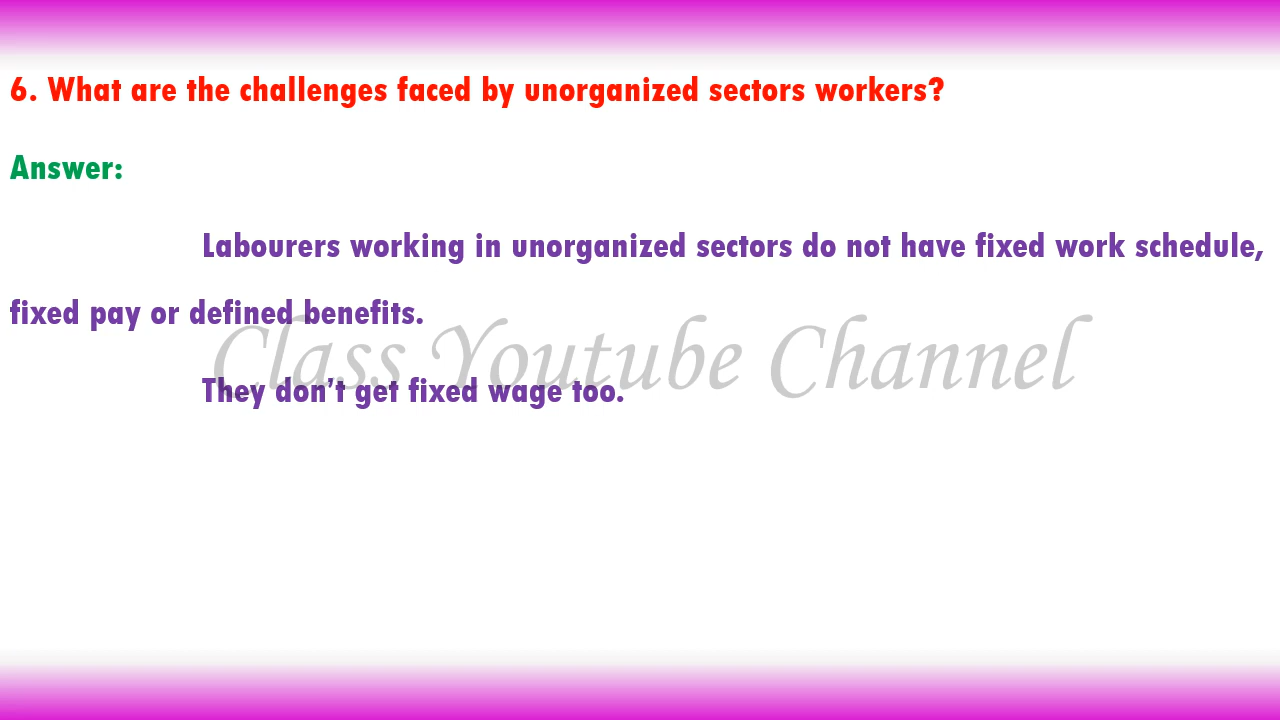 6. What are the challenges faced by unorganized sectors workers?
Answer:
Labourers working in unorganized sectors do not have fixed work schedule,
fixed pay or defined benefits.
Class Youtube Channel
They don't get fixed wage too.